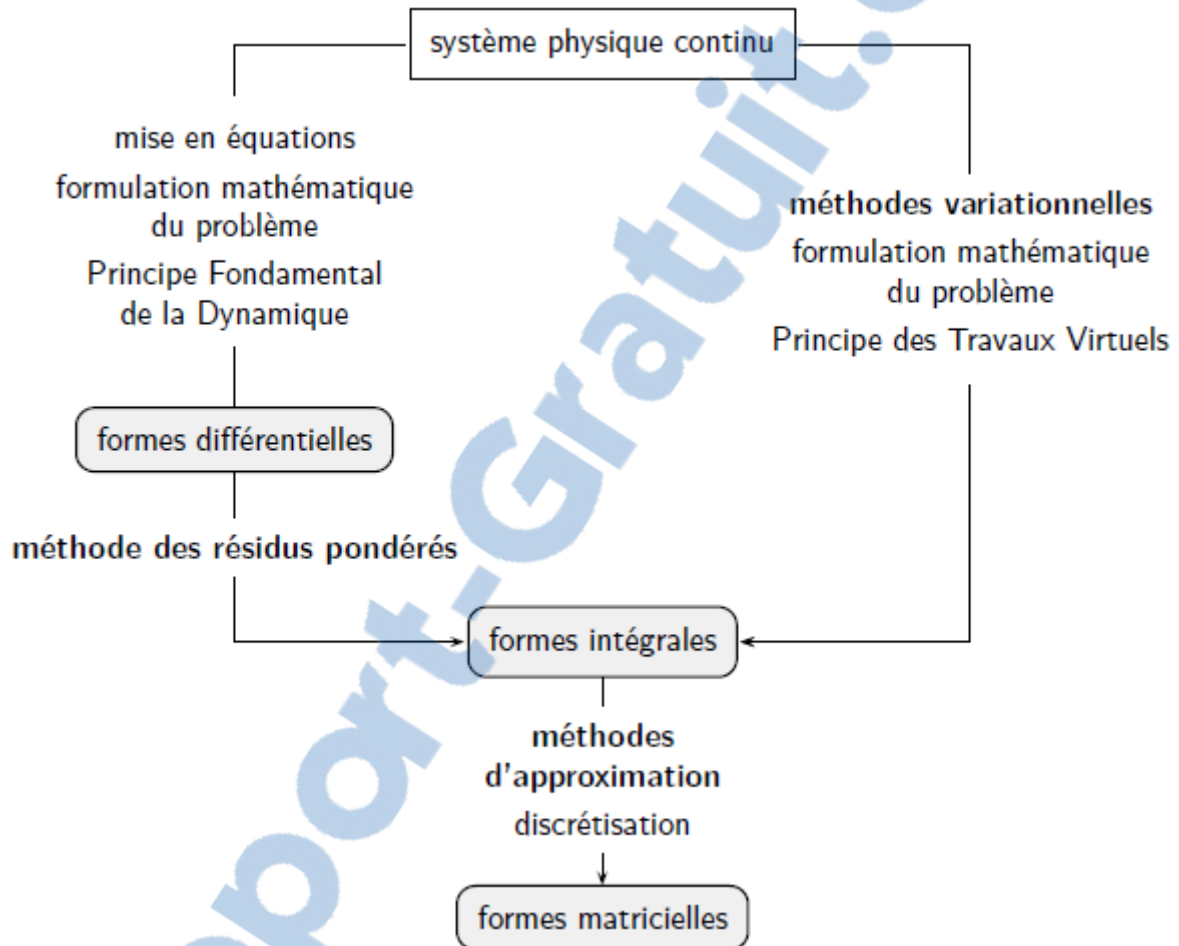 système physique continu
mise en équations
formulation mathématique
du problème
Principe Fondamental
de la Dynamique
méthodes variationnelles
formulation mathématique
du problème
Principe des Travaux Virtuels
formes différentielles
méthode des résidus pondérés
formes intégrales
méthodes
d'approximation
discrétisation
formes matricielles
port-Gratuit.